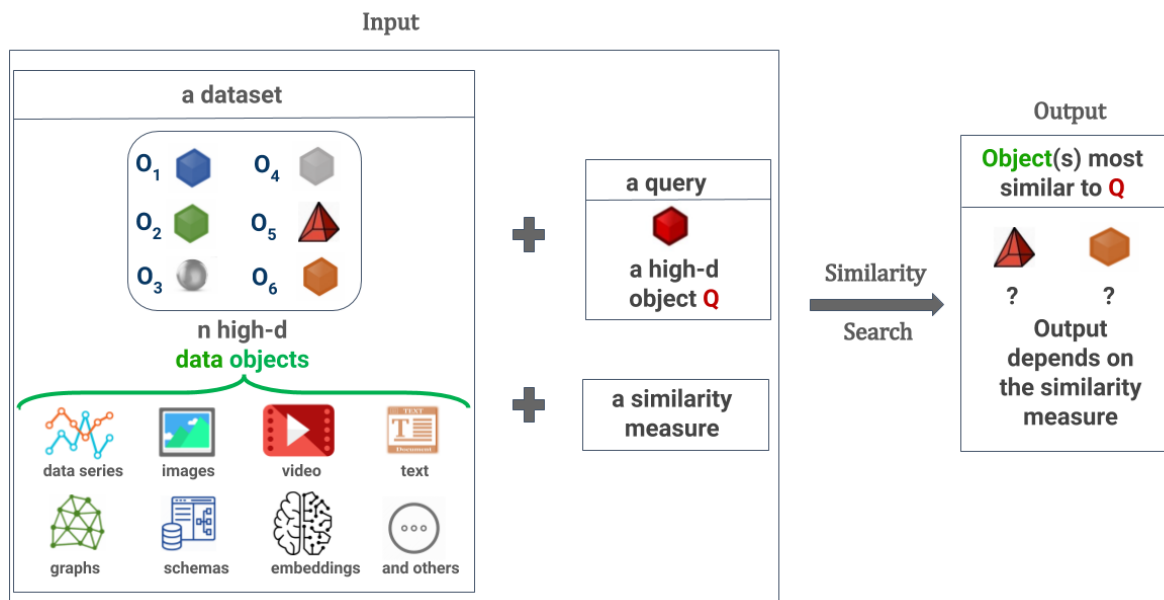 Input
a dataset
O1
O4
O2
O5
O3
O6
n high-d
data objects
data series
images
video
TEXT
T
Document
text
graphs
schemas
embeddings
and others
a query
a high-d
object Q
a similarity
measure
Similarity
Search
Output
Object(s) most
similar to Q
? ?
Output
depends on
the similarity
measure